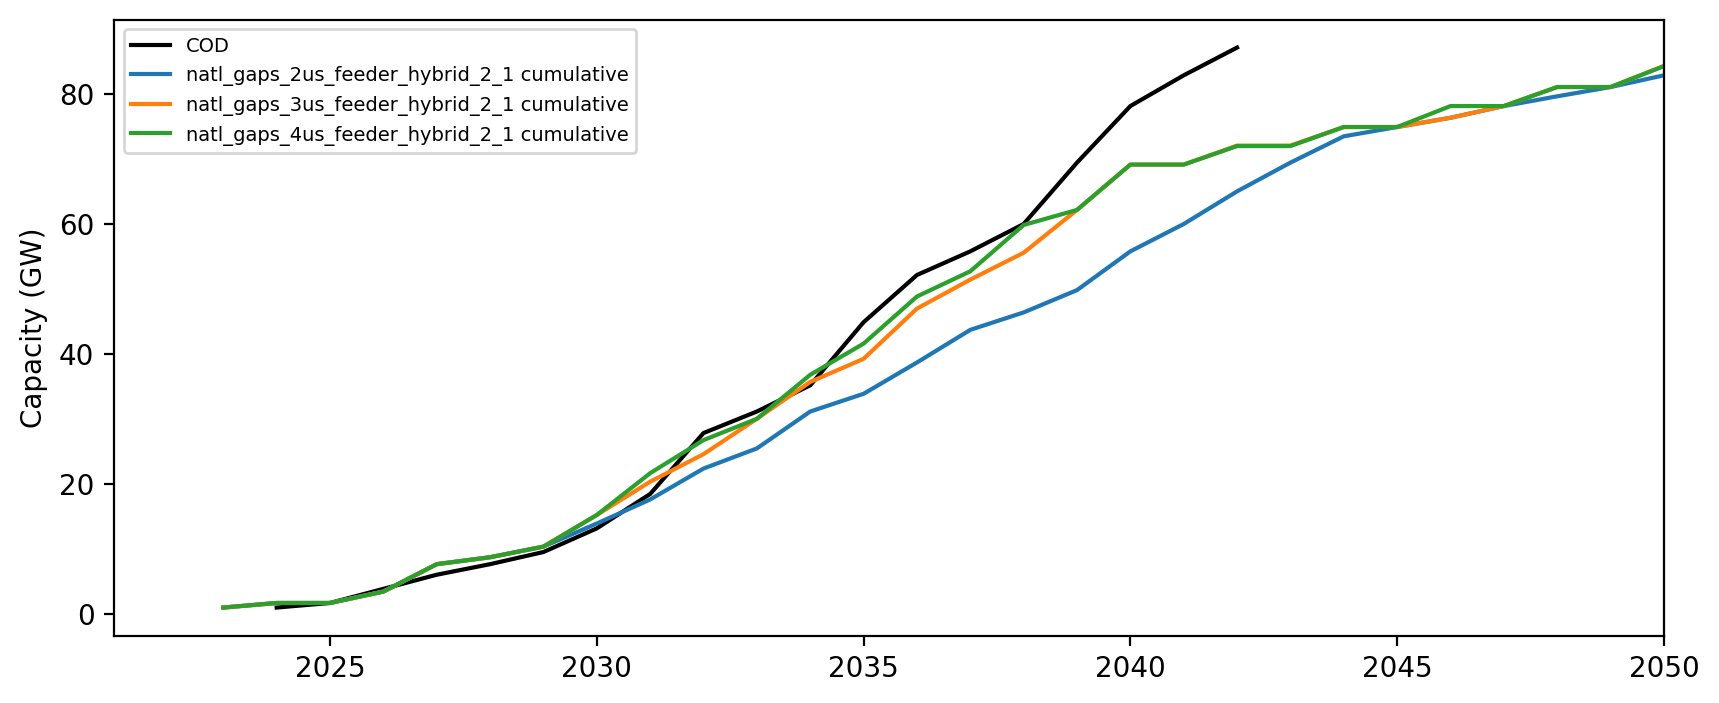 COD
natl_gaps_2us_feeder_hybrid_2_1 cumulative
natl_gaps_3us_feeder_hybrid_2_1 cumulative
natl_gaps_4us_feeder_hybrid_2_1 cumulative
Capacity (GW)
80
60
40
20
0
2025 2030 2035 2040 2045 2050